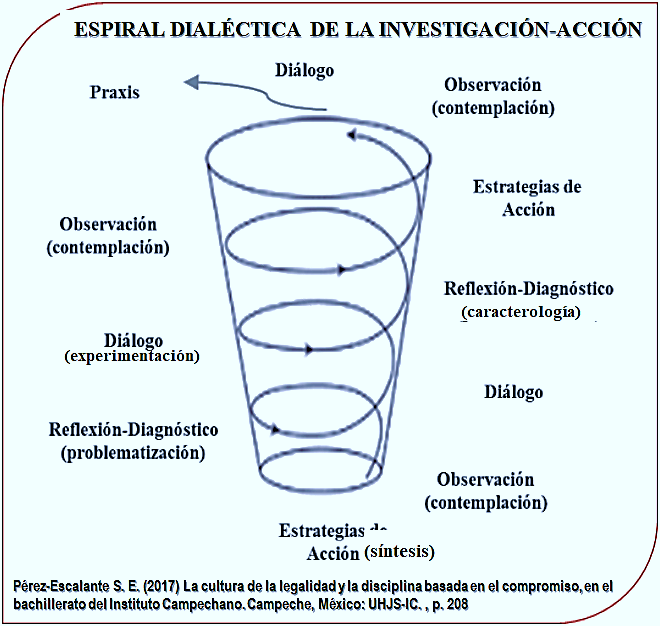 ESPIRAL DIALÉCTICA DE LA INVESTIGACIÓN-ACCIÓN
Diálogo
Praxis
Observación
(contemplación)
Estrategias de
Acción
Observación
(contemplación)
Reflexión-Diagnóstico
(caracterología)
Diálogo
(experimentación)
Diálogo
Reflexión-Diagnóstico
(problematización)
Observación
(contemplación)
Estrategias de
Acción (síntesis)
Pérez-Escalante S. E. (2017) La cultura de la legalidad y la disciplina basada en el compromiso, en el
bachillerato del Instituto Campechano. Campeche, México: UHJS-IC. , p. 208